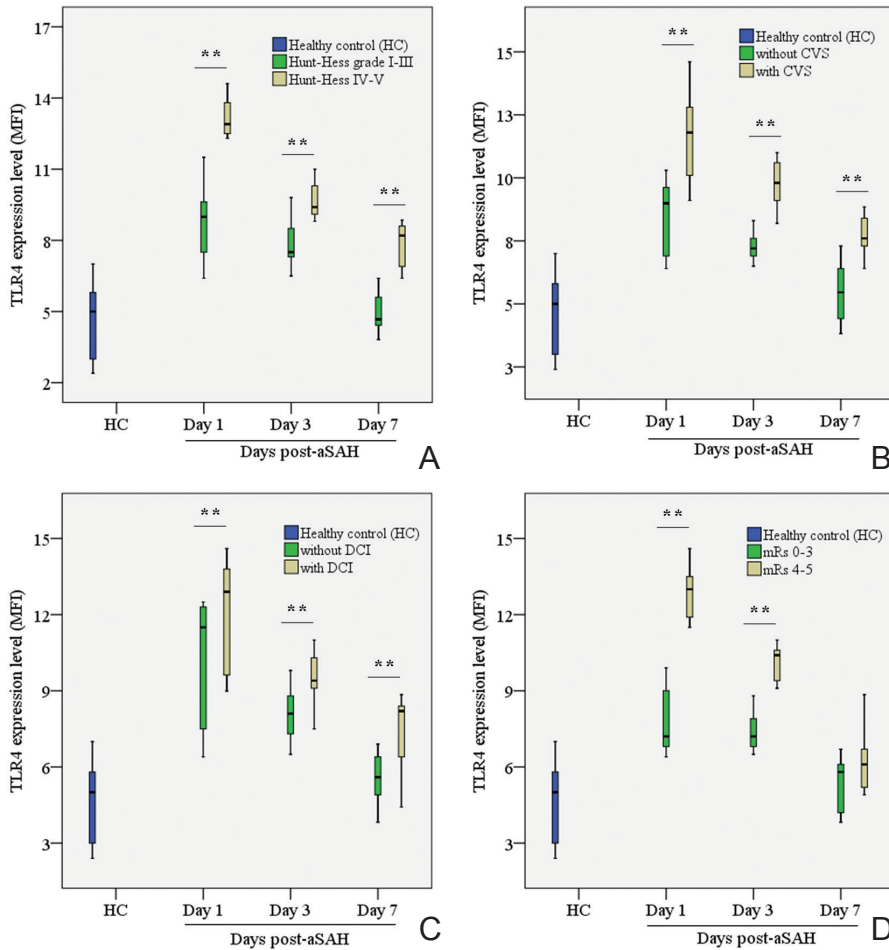 17
14
11
8
5
2
TLR4 expression level (MFI)
Healthy control (HC)
Hunt-Hess grade I-III
Hunt-Hess IV-V
**
**
**
HC
Day 1
Day 3
Day 7
Days post-aSAH
A
15
13
10
8
5
3
TLR4 expression level (MFI)
Healthy control (HC)
without CVS
with CVS
**
**
**
HC
Day 1
Day 3
Day 7
Days post-aSAH
B
15
12
9
6
3
TLR4 expression level (MFI)
Healthy control (HC)
without DCI
with DCI
**
**
**
HC
Day 1
Day 3
Day 7
Days post-aSAH
C
15
12
9
6
3
TLR4 expression level (MFI)
Healthy control (HC)
mRs 0-3
mRs 4-5
**
**
HC
Day 1
Day 3
Day 7
Days post-aSAH
D